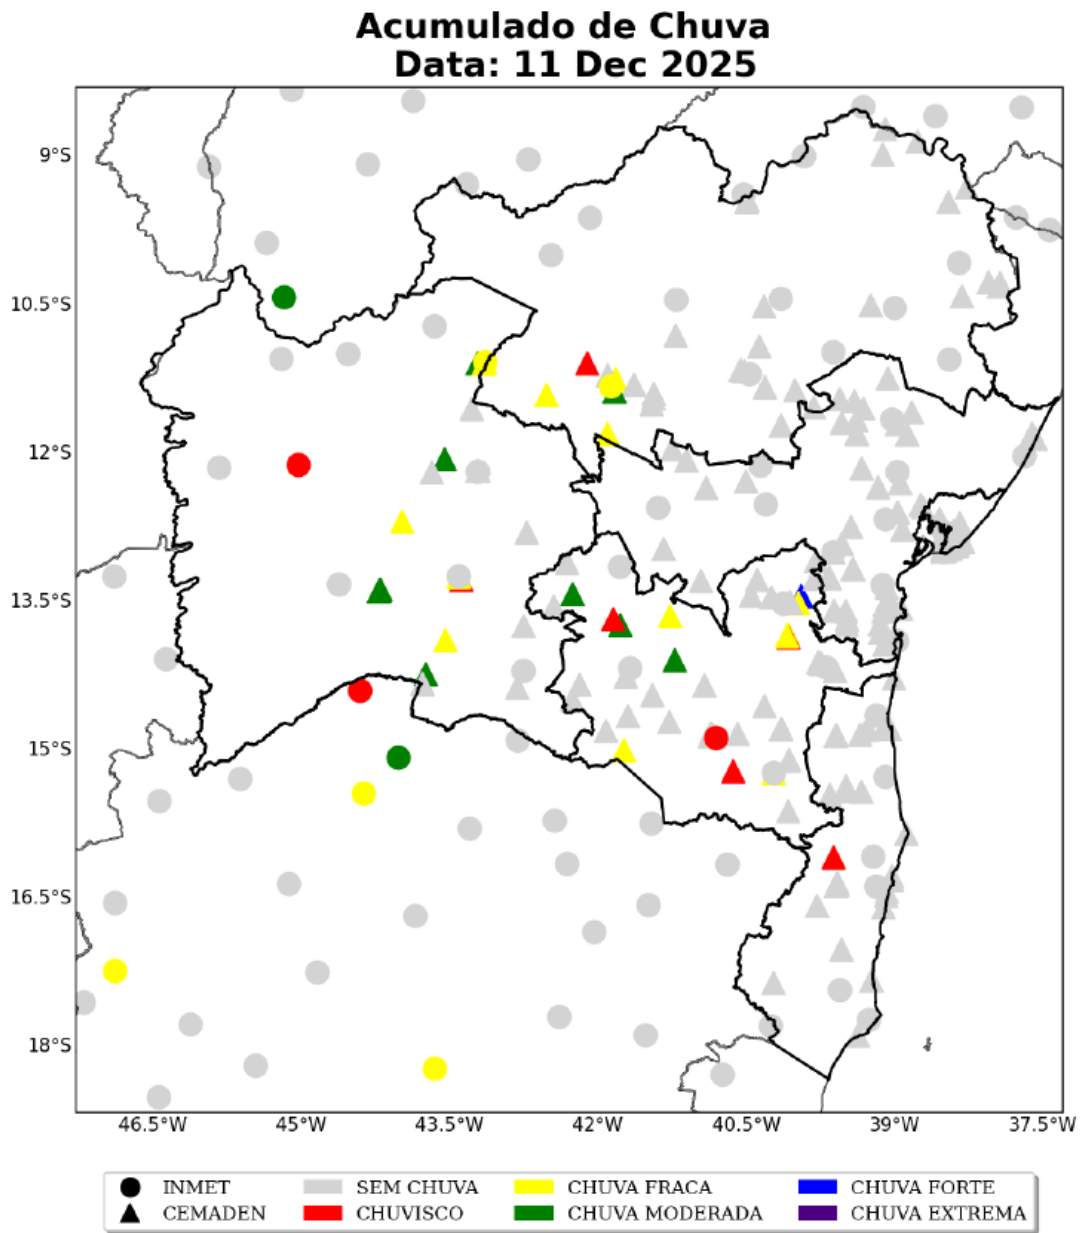 Acumulado de Chuva
Data: 11 Dec 2025
9°S
10.5°S
12°S
13.5°S
15°S
16.5°S
18°S
46.5°W 45°W 43.5°W 42°W 40.5°W 39°W 37.5°W
INMET SEM CHUVA CHUVA FRACA CHUVA FORTE
CEMADEN CHUVISCO CHUVA MODERADA CHUVA EXTREMA